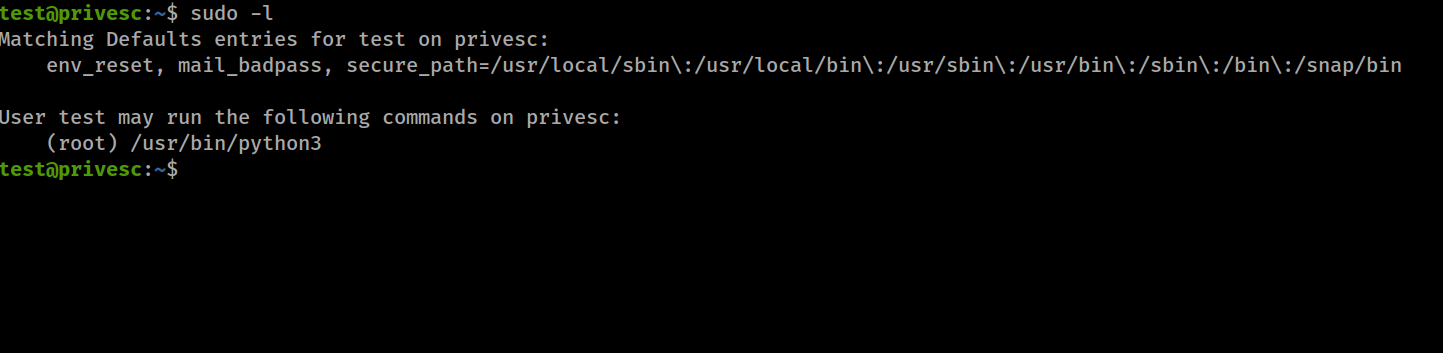 test@privesc:~$ sudo -l
Matching Defaults entries for test on privesc:
    env_reset, mail_badpass, secure_path=/usr/local/sbin\:/usr/local/bin\:/usr/sbin\:/usr/bin\:/sbin\:/bin\:/snap/bin

User test may run the following commands on privesc:
    (root) /usr/bin/python3
test@privesc:~$